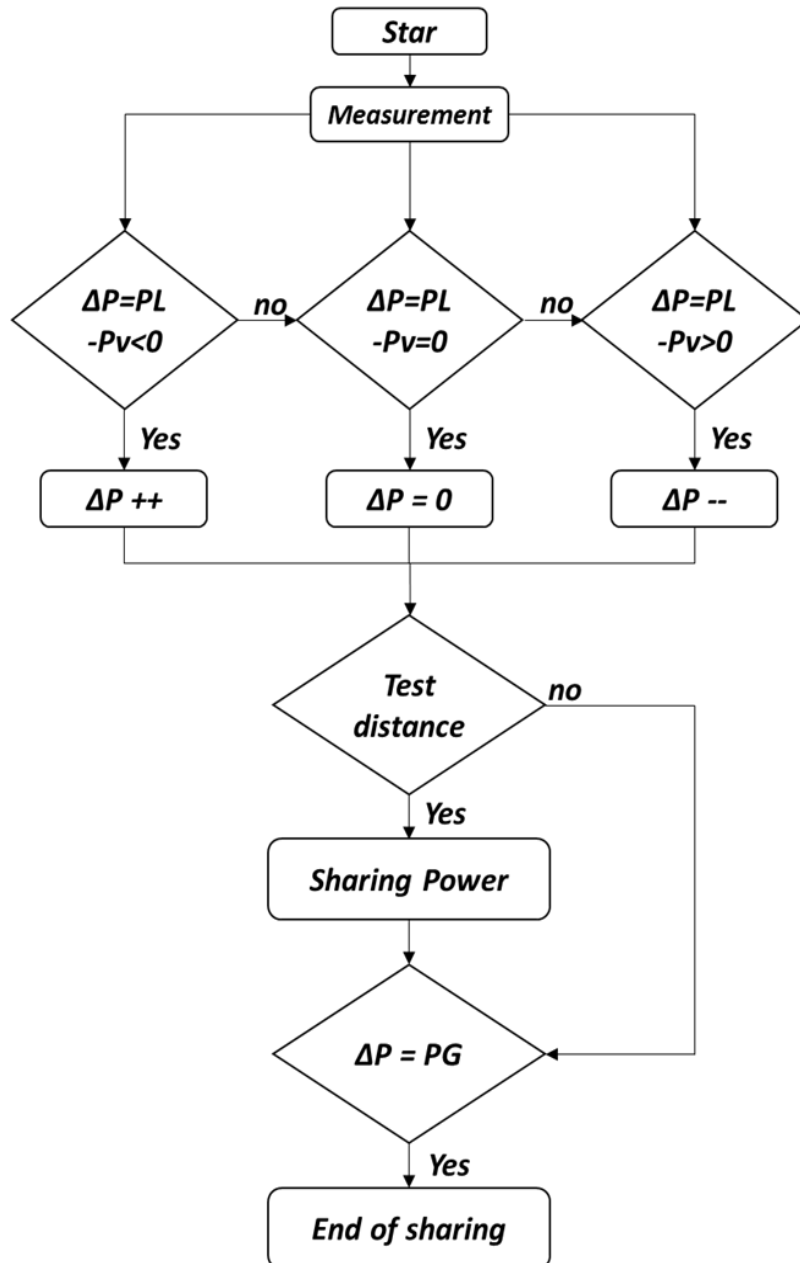 Star
Measurement
ΔP=PL
-Pv<0
no
ΔP=PL
-Pv=0
no
ΔP=PL
-Pv>0
Yes
Yes
Yes
ΔP ++
ΔP = 0
ΔP --
Test
distance
no
Yes
Sharing Power
ΔP = PG
Yes
End of sharing